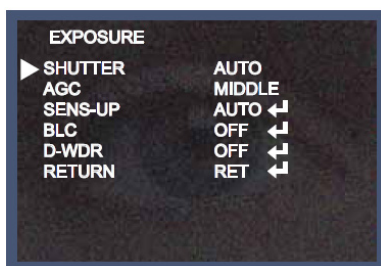 EXPOSURE
SHUTTER AUTO
AGC MIDDLE
SENS-UP AUTO ↵
BLC OFF ↵
D-WDR OFF ↵
RETURN RET ↵